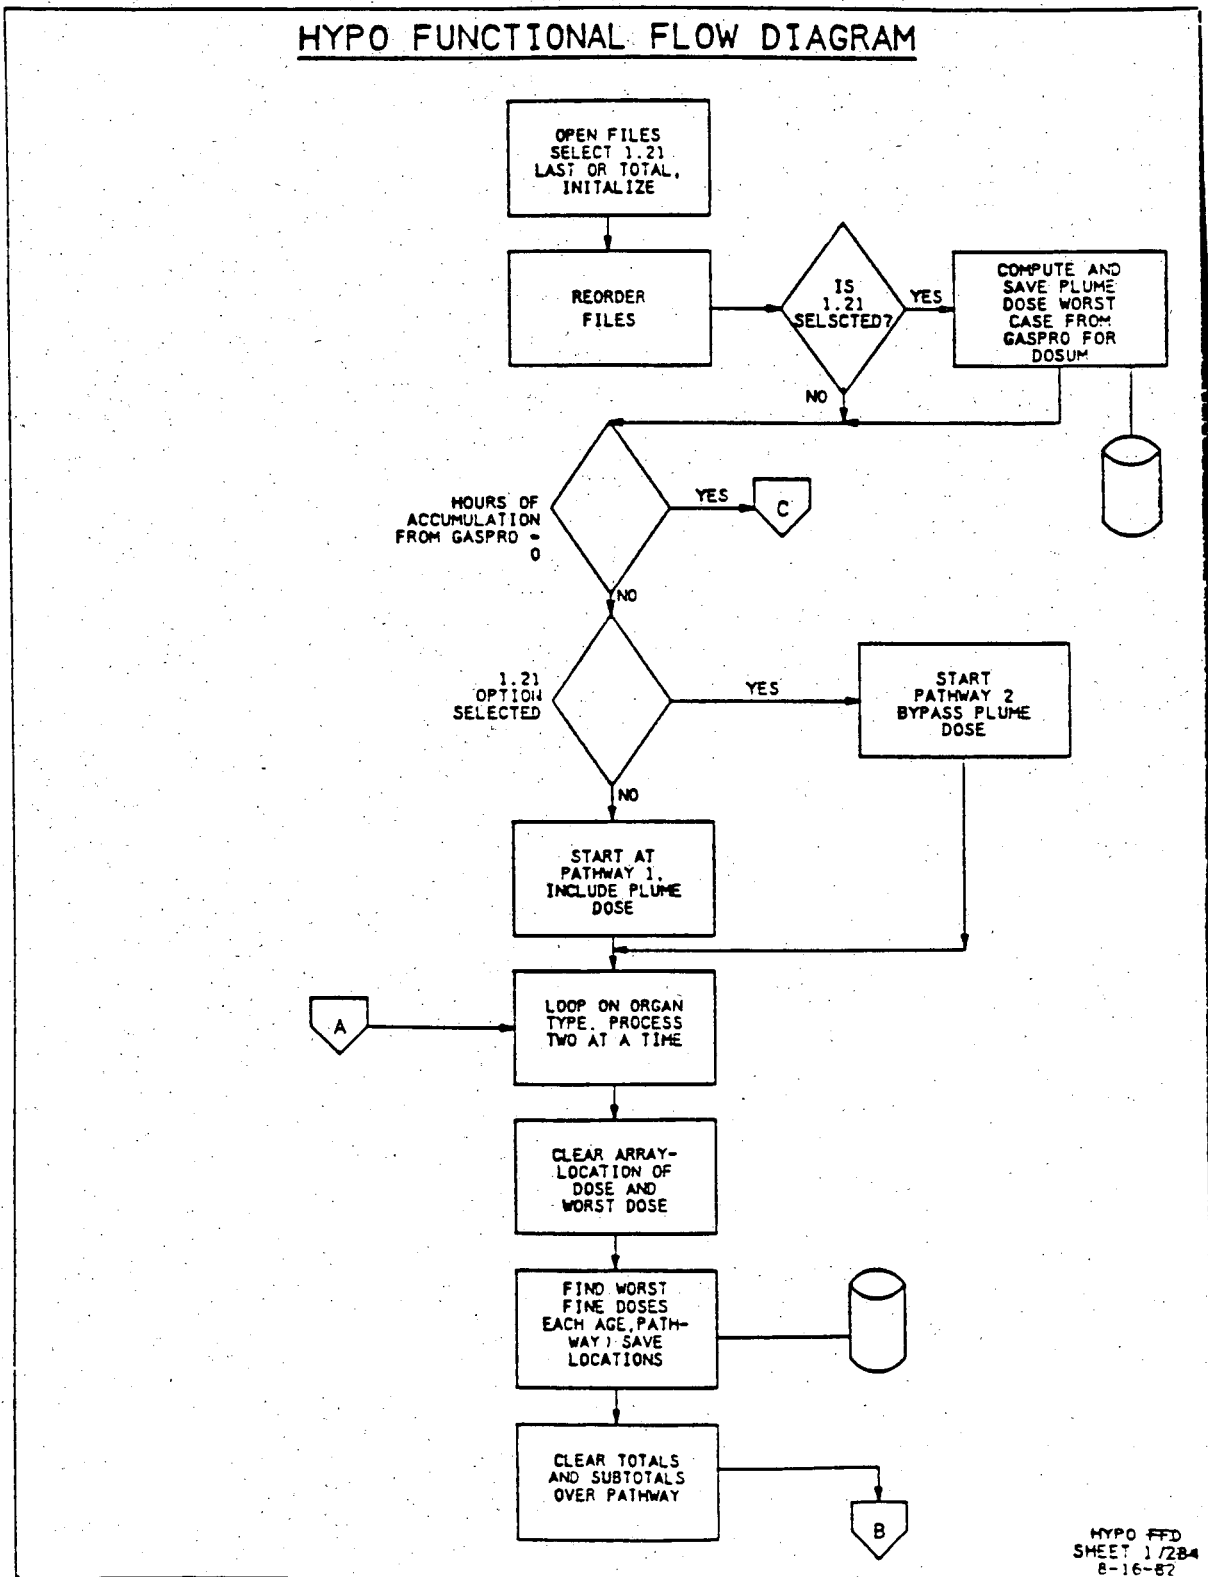 HYPO FUNCTIONAL FLOW DIAGRAM
OPEN FILES
SELECT 1.21
LAST OR TOTAL,
INITALIZE
REORDER
FILES
IS
1.21
SELSCTED?
YES
NO
COMPUTE AND
SAVE PLUME
DOSE WORST
CASE FROM
GASPRO FOR
DOSUM
HOURS OF
ACCUMULATION
FROM GASPRO =
0
YES
C
NO
1.21
OPTION
SELECTED
YES
START
PATHWAY 2
BYPASS PLUME
DOSE
NO
START AT
PATHWAY 1,
INCLUDE PLUME
DOSE
A
LOOP ON ORGAN
TYPE. PROCESS
TWO AT A TIME
CLEAR ARRAY-
LOCATION OF
DOSE AND
WORST DOSE
FIND WORST
FINE DOSES
EACH AGE,PATH-
WAY) SAVE
LOCATIONS
CLEAR TOTALS
AND SUBTOTALS
OVER PATHWAY
B
HYPO FFD
SHEET 1/2
8-16-82